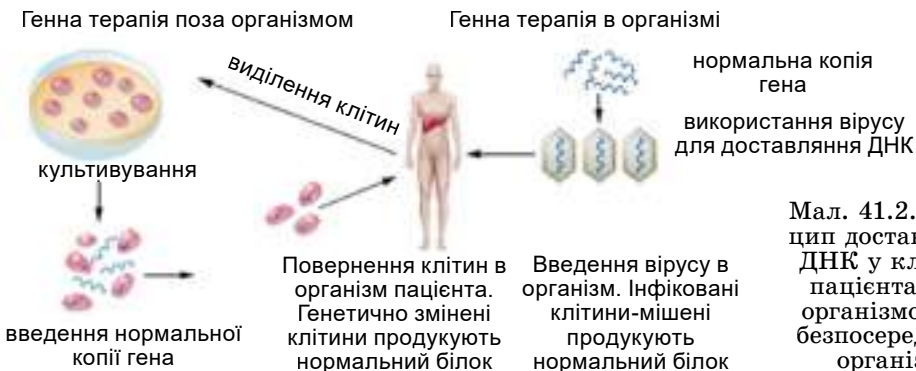 Генна терапія поза організмом
Генна терапія в організмі
виділення клітин
нормальна копія
гена
використання вірусу
для доставляння ДНК
культивування
введення нормальної
копії гена
Повернення клітин в
організм пацієнта.
Генетично змінені
клітини продукують
нормальний білок
Введення вірусу в
організм. Інфіковані
клітини-мішені
продукують
нормальний білок
Мал. 41.2.
цип достав
ДНК у кл
пацієнта
організмо
безпосеред
органі